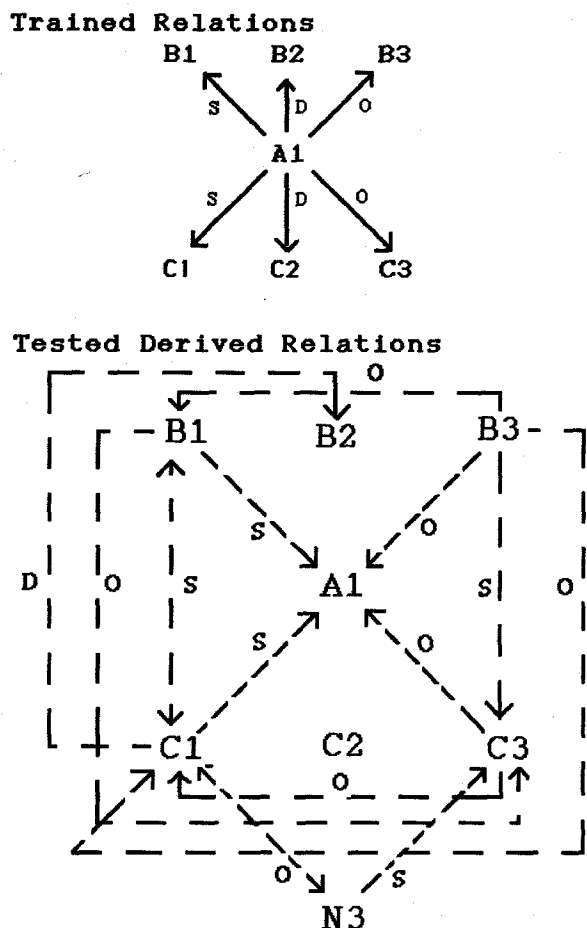 Trained Relations
B1 B2 B3
S D O
A1
S D O
C1 C2 C3
Tested Derived Relations
O
B1 B2 B3
S O
D O S A1 S O
S O
C1 C2 C3
O
O S
N3